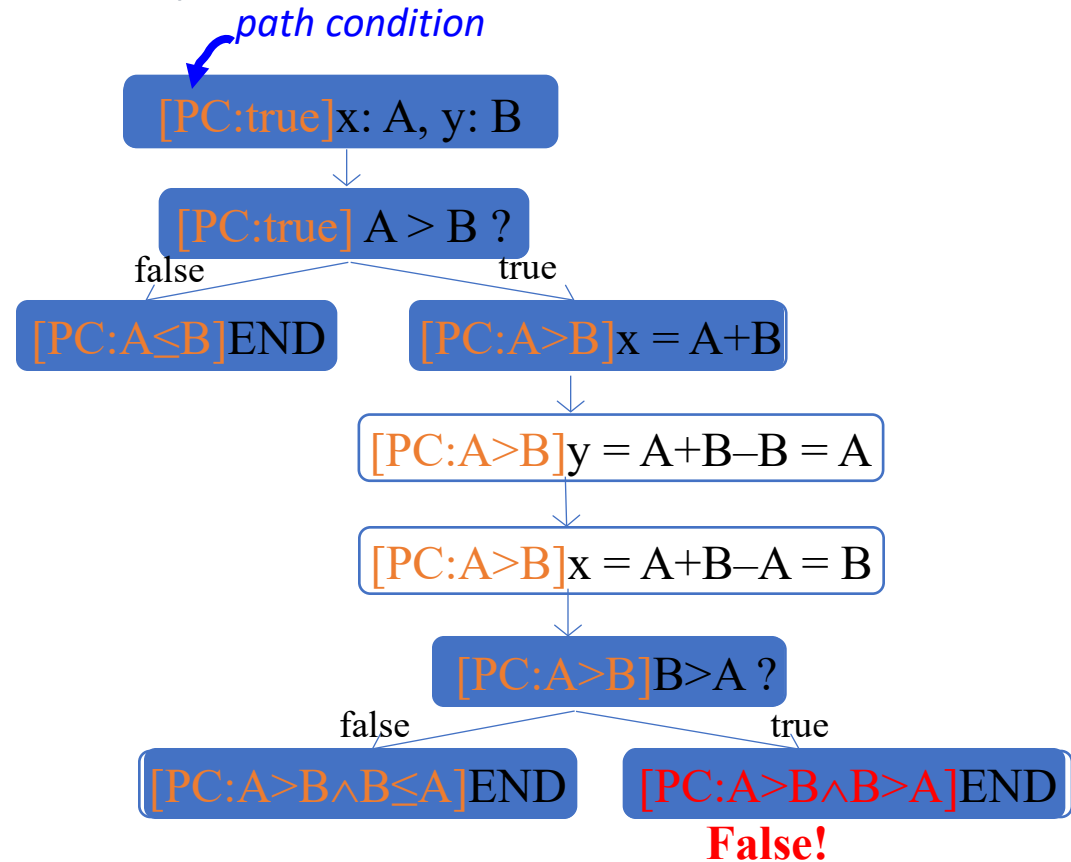 path condition
[PC:true]x: A, y: B
[PC:true] A > B ?
false true
[PC:A≤B]END [PC:A>B]x = A+B
[PC:A>B]y = A+B–B = A
[PC:A>B]x = A+B–A = B
[PC:A>B]B>A ?
false true
[PC:A>B∧B≤A]END [PC:A>B∧B>A]END
False!